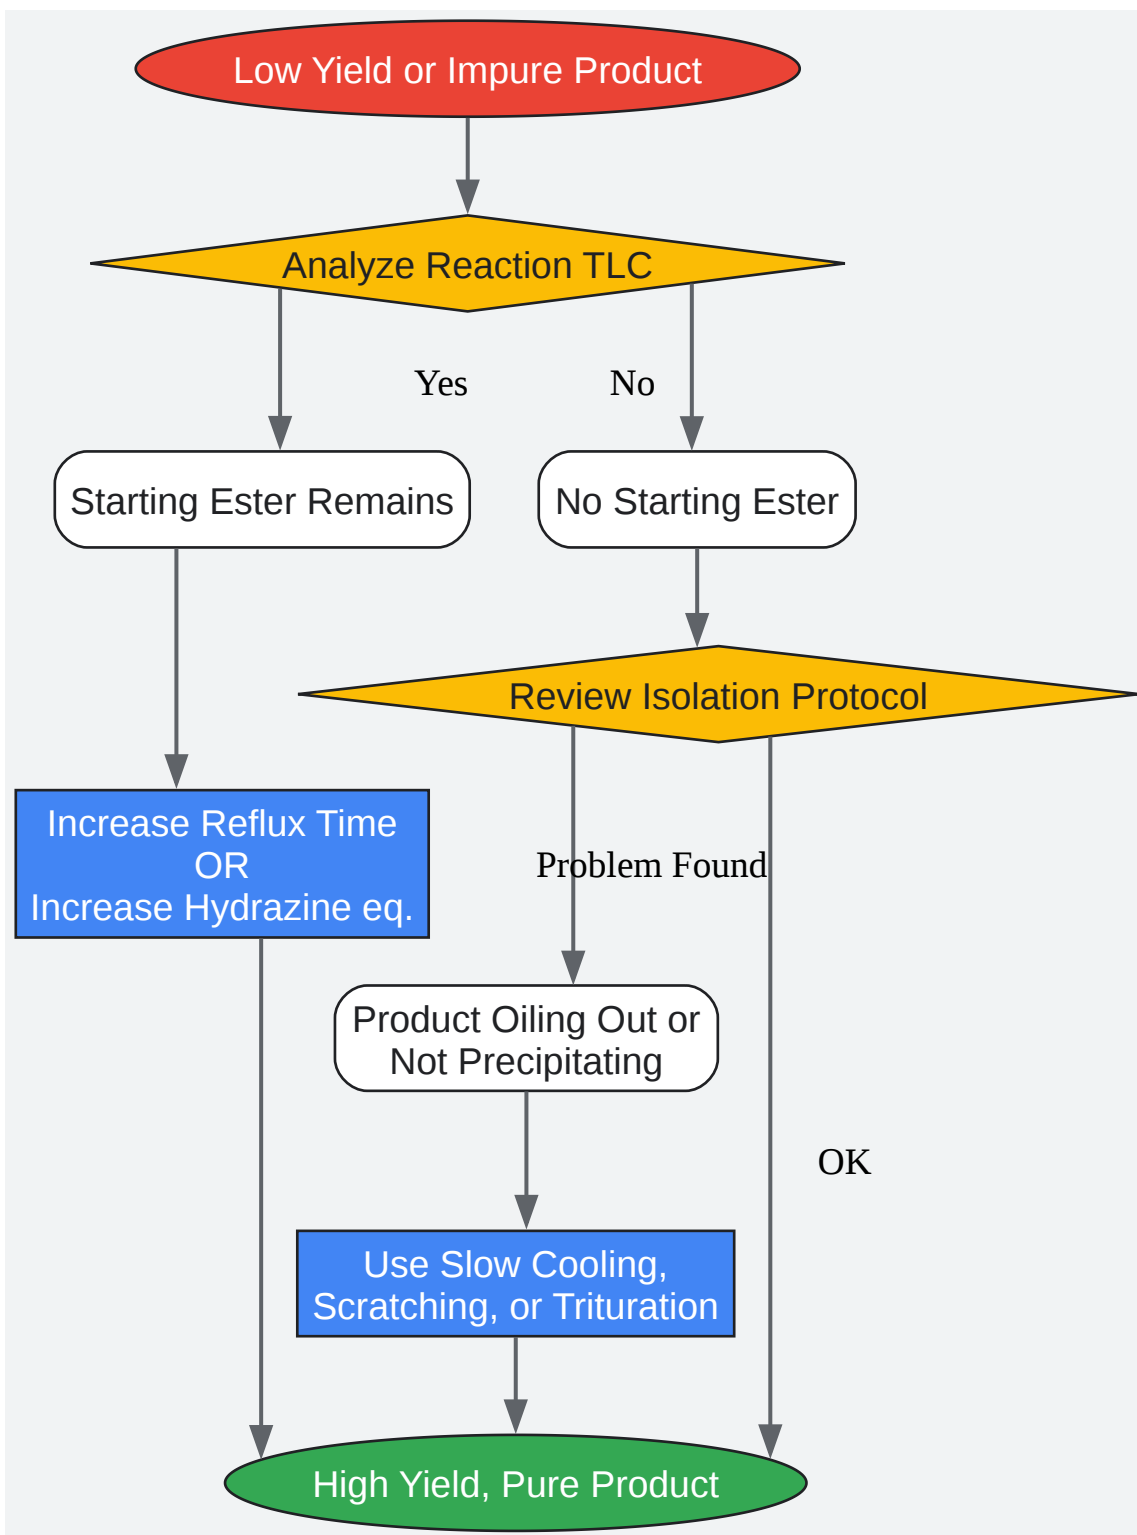 Low Yield or Impure Product
Analyze Reaction TLC
Yes
No
Starting Ester Remains
No Starting Ester
Review Isolation Protocol
Increase Reflux Time
OR
Increase Hydrazine eq.
Problem Found
Product Oiling Out or
Not Precipitating
OK
Use Slow Cooling,
Scratching, or Trituration
High Yield, Pure Product